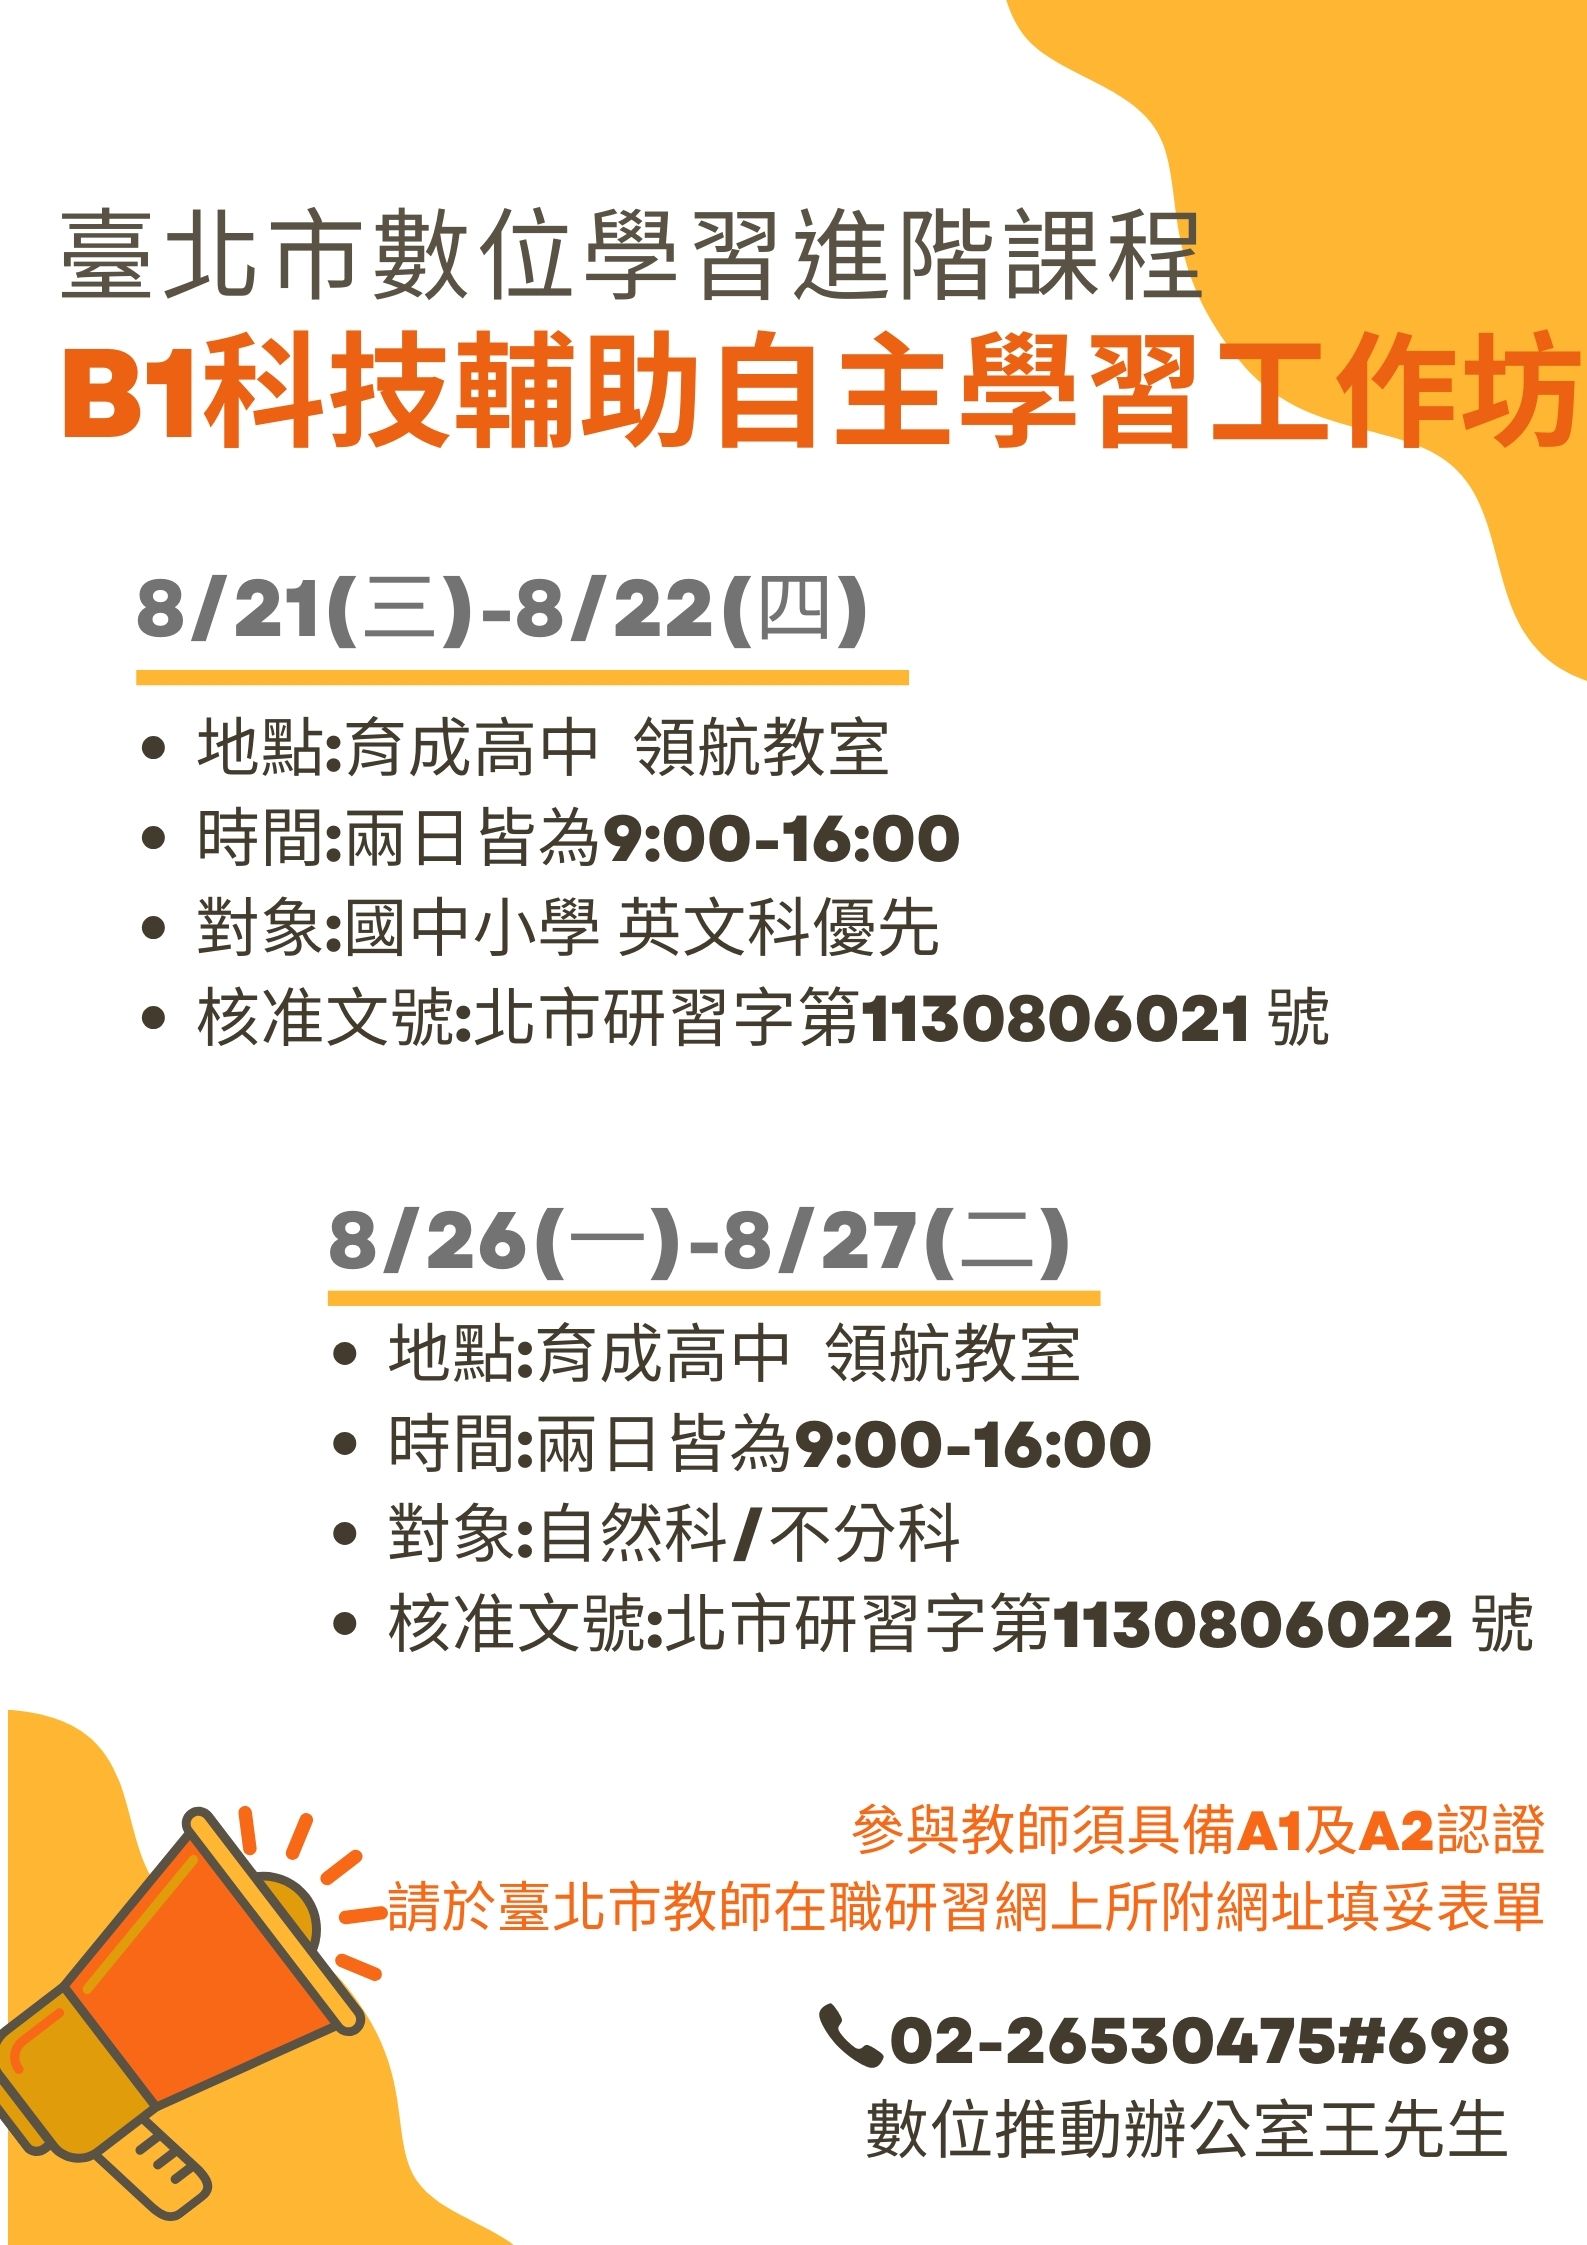 臺北市數位學習進階課程
B1科技輔助自主學習工作坊
8/21(三)-8/22(四)
• 地點:育成高中 領航教室
• 時間:兩日皆為9:00-16:00
• 對象:國中小學 英文科優先
• 核准文號:北市研習字第1130806021 號
8/26(一)-8/27(二)
• 地點:育成高中 領航教室
• 時間:兩日皆為9:00-16:00
• 對象:自然科/不分科
• 核准文號:北市研習字第1130806022 號
參與教師須具備A1及A2認證
請於臺北市教師在職研習網上所附網址填妥表單
02-26530475#698
數位推動辦公室王先生